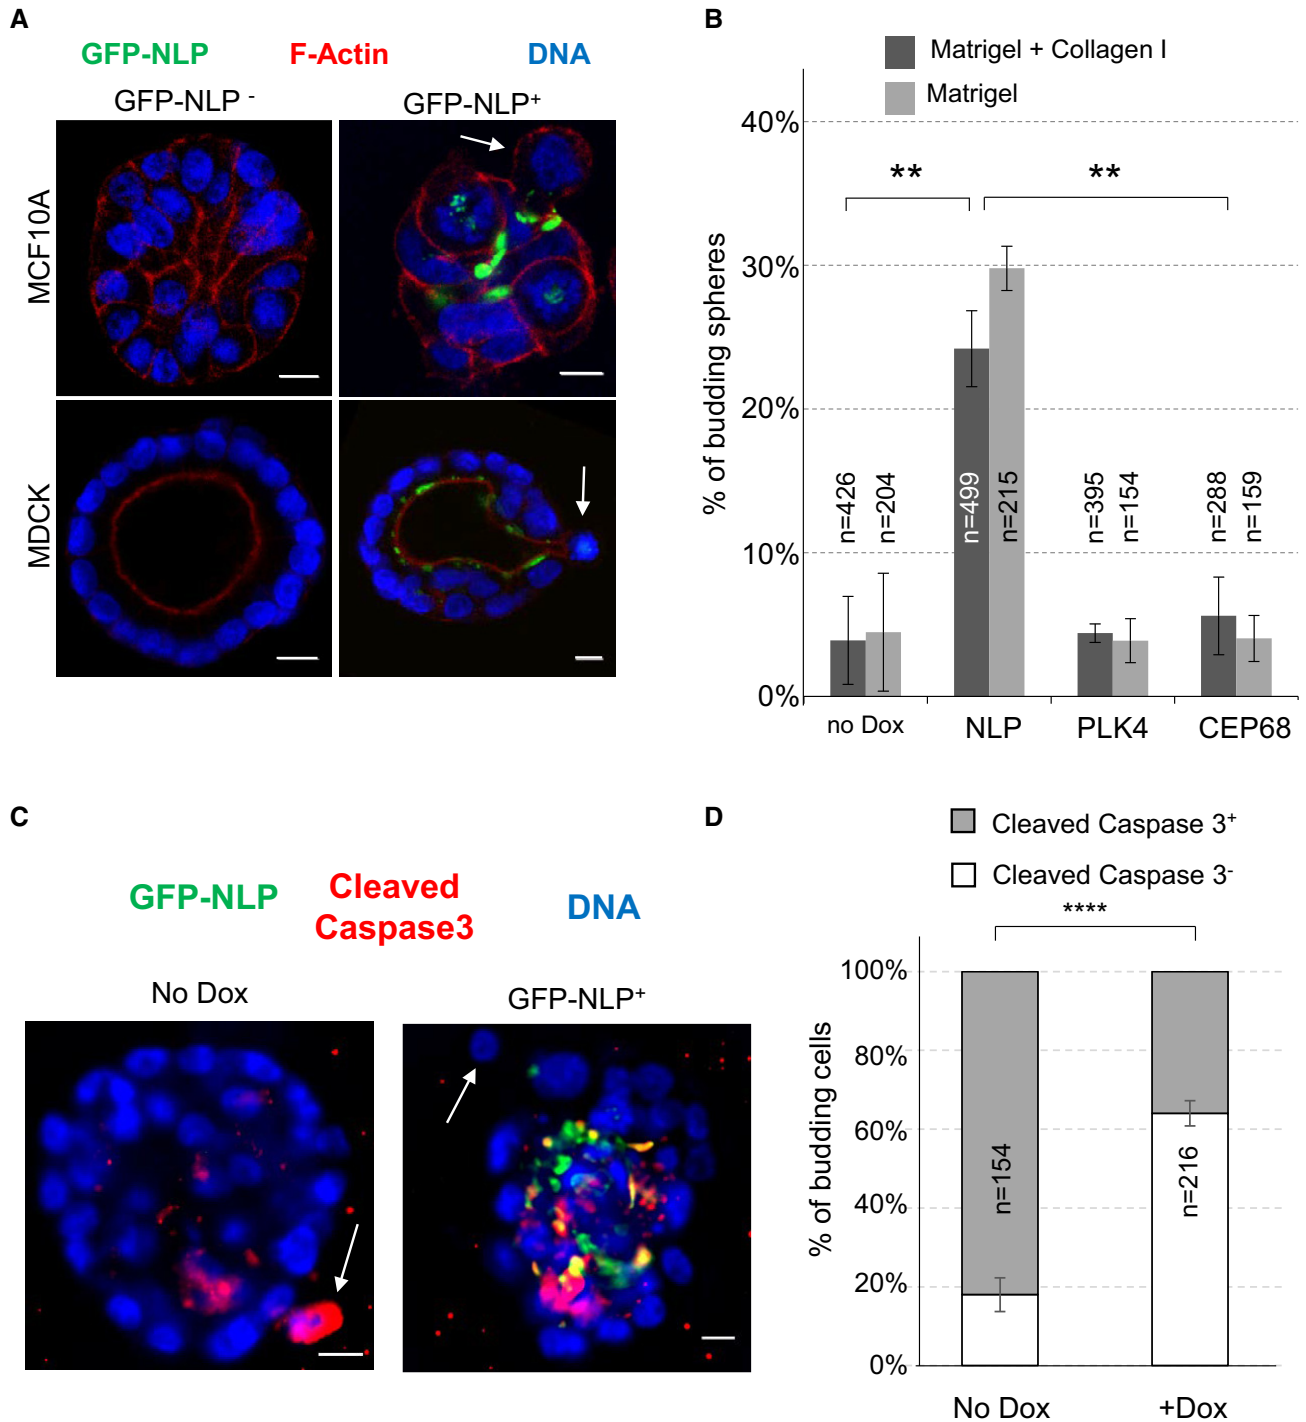 A
GFP-NLP F-Actin DNA
GFP-NLP - GFP-NLP+
MCF10A
MDCK
B
Matrigel + Collagen I
Matrigel
% of budding spheres
40%
30%
20%
10%
0%
** **
n=426 n=204 n=499 n=215 n=395 n=154 n=288 n=159
no Dox NLP PLK4 CEP68
C
GFP-NLP Cleaved Caspase3 DNA
No Dox GFP-NLP+
D
Cleaved Caspase 3+
Cleaved Caspase 3-
****
% of budding cells
100%
80%
60%
40%
20%
0%
n=154 n=216
No Dox +Dox